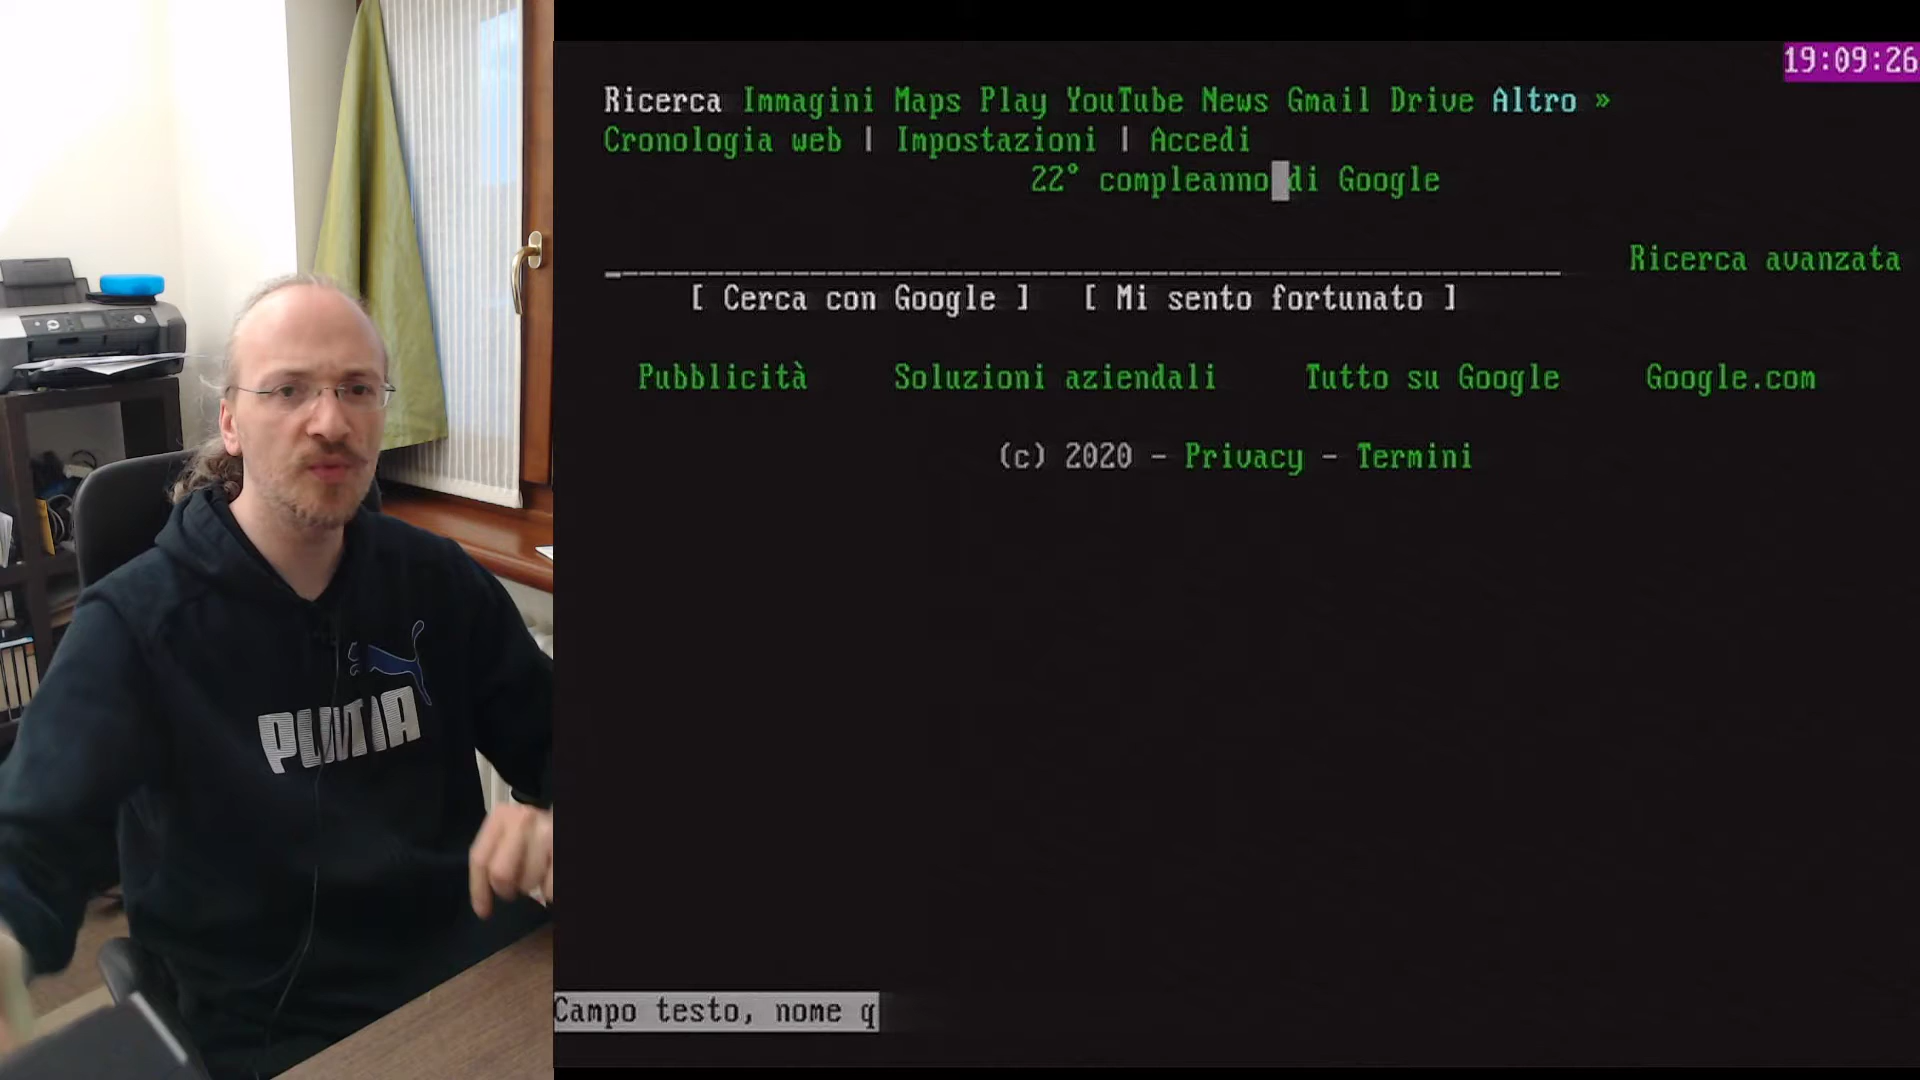 19:09:26
Ricerca Immagini Maps Play YouTube News Gmail Drive Altro »
Cronologia web | Impostazioni | Accedi
22° compleanno di Google
Ricerca avanzata
[ Cerca con Google ] [ Mi sento fortunato ]
Pubblicità Soluzioni aziendali Tutto su Google Google.com
(c) 2020 - Privacy - Termini
Campo testo, nome q
PUMA